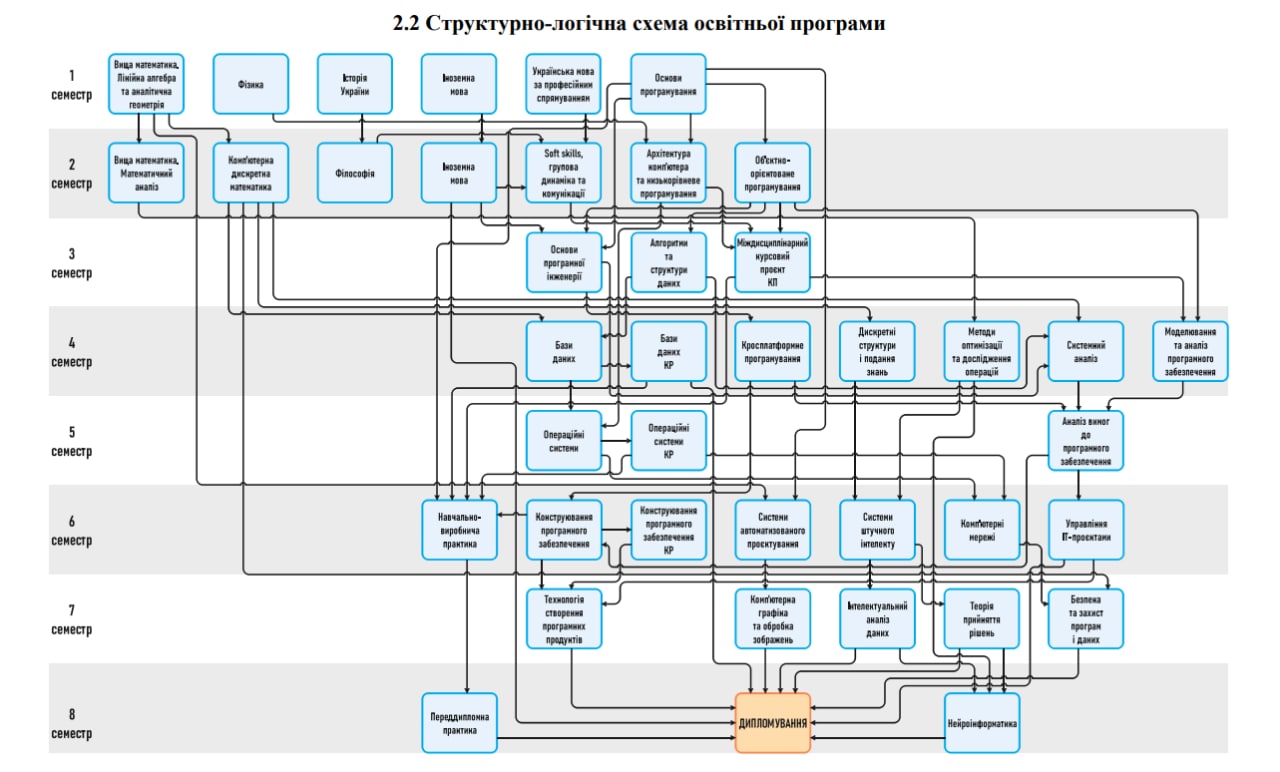 2.2 Структурно-логічна схема освітньої програми
1
семестр
Вища математика.
Лінійна алгебра
та аналітична
геометрія
Фізика
Історія
України
Іноземна
мова
Українська мова
за професійним
спрямуванням
Основи
програмування
2
семестр
Вища математика.
Математичний
аналіз
Комп'ютерна
дискретна
математика
Філософія
Іноземна
мова
Soft skills,
групова
динаміка та
комунікації
Архітектура
комп'ютера
та низькорівневе
програмування
Об'єктно-
орієнтоване
програмування
3
семестр
Основи
програмної
інженерії
Алгоритми
та
структури
даних
Міждисциплінарний
курсовий
проєкт
КП
4
семестр
Бази
даних
Бази
даних
КР
Кросплатформне
програмування
Дискретні
структури
і подання
знань
Методи
оптимізації
та дослідження
операцій
Системний
аналіз
Моделювання
та аналіз
програмного
забезпечення
5
семестр
Операційні
системи
Операційні
системи
КР
Аналіз вимог
до
програмного
забезпечення
6
семестр
Навчально-
виробнича
практика
Конструювання
програмного
забезпечення
Конструювання
програмного
забезпечення
КР
Системи
автоматизованого
проєктування
Системи
штучного
інтелекту
Комп'ютерні
мережі
Управління
ІТ-проєктами
7
семестр
Технологія
створення
програмних
продуктів
Комп'ютерна
графіка
та обробка
зображень
Інтелектуальний
аналіз
даних
Теорія
прийняття
рішень
Безпека
та захист
програм
і даних
8
семестр
Переддипломна
практика
ДИПЛОМУВАННЯ
Нейроінформатика